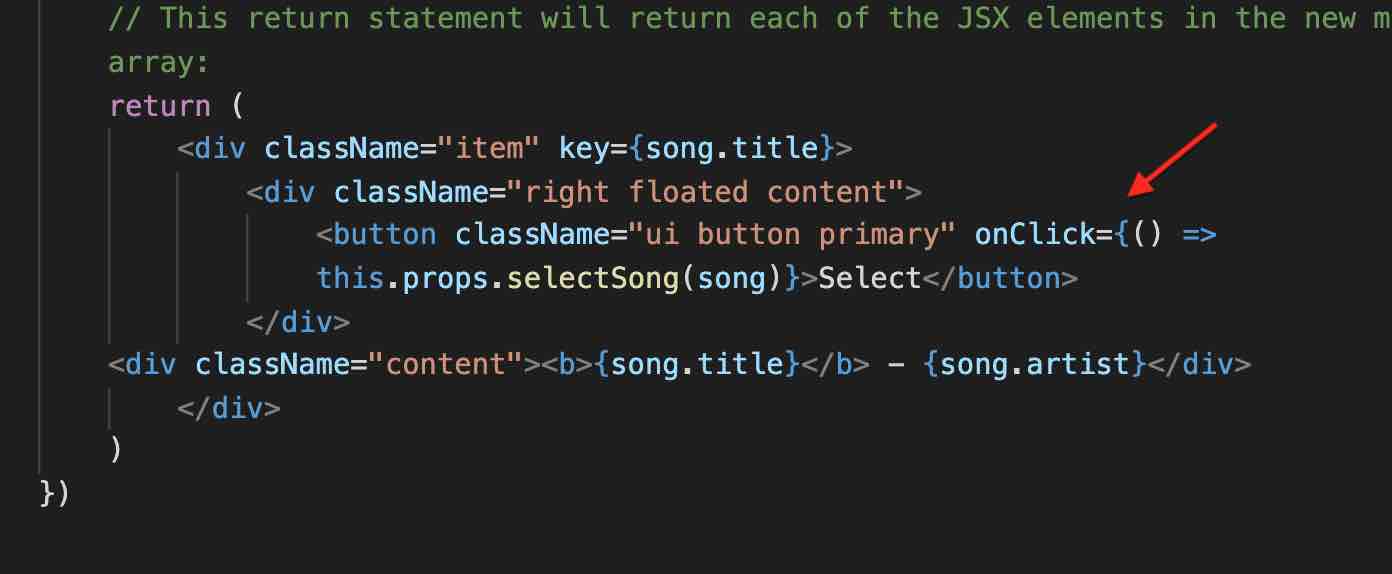 // This return statement will return each of the JSX elements in the new
array:
return (
<div className="item" key={song.title}>
<div className="right floated content">
<button className="ui button primary" onClick={() =>
this.props.selectSong(song)}>Select</button>
</div>
<div className="content"><b>{song.title}</b> – {song.artist}</div>
</div>
)
})